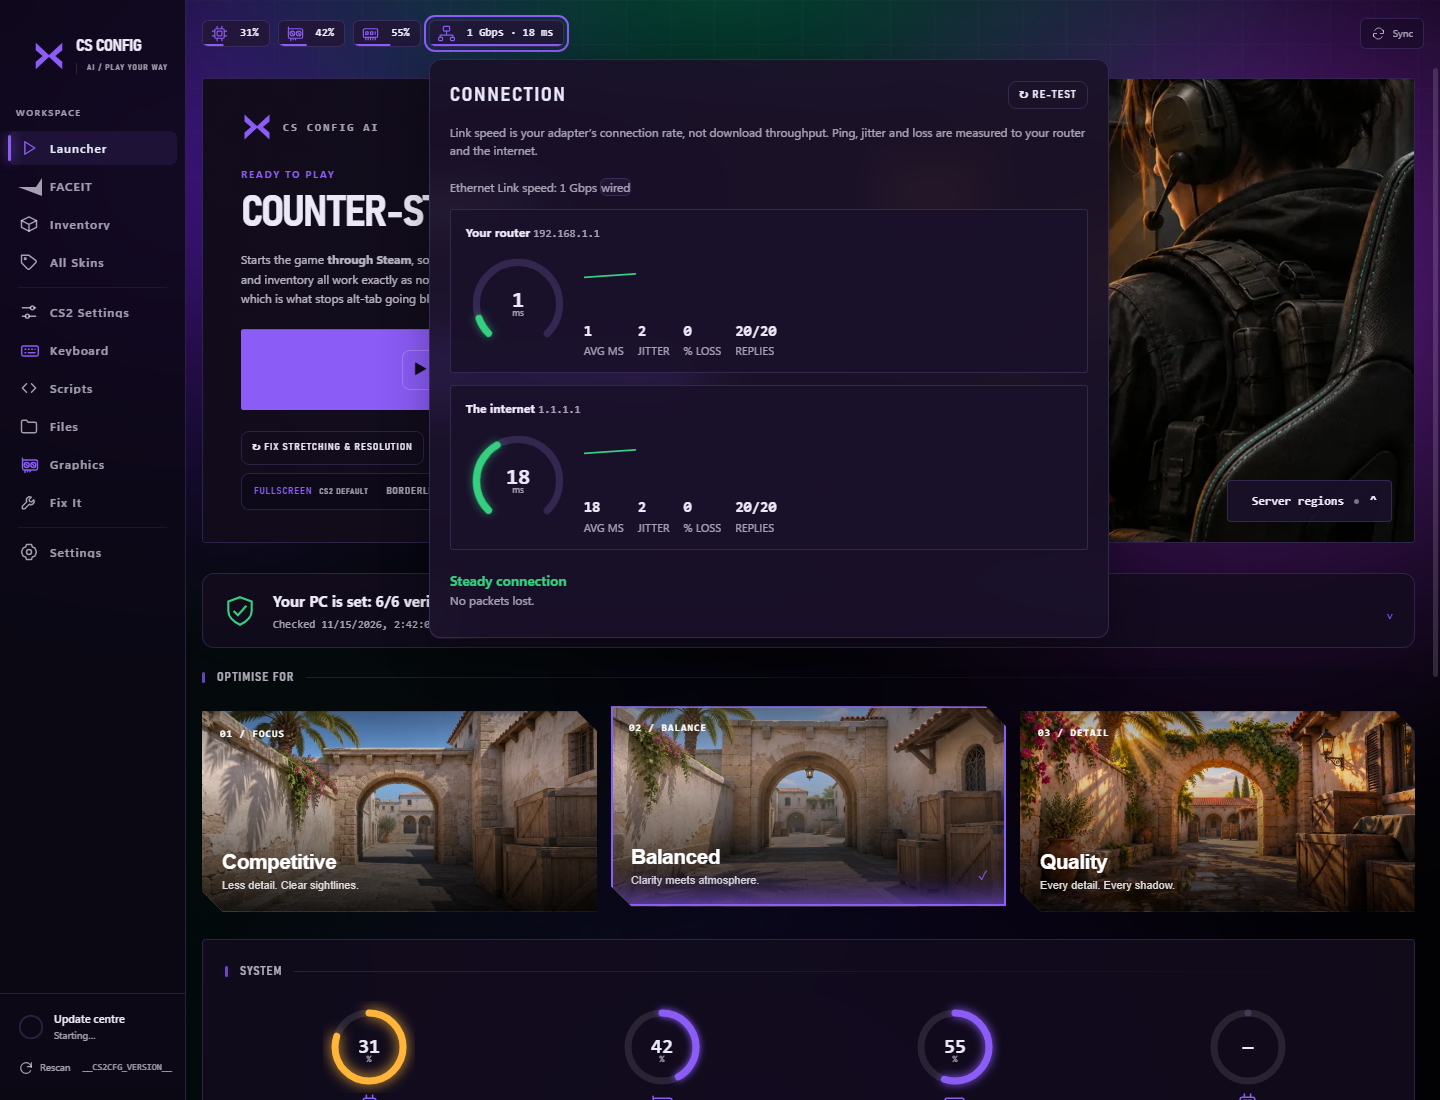 CS CONFIG
AI / PLAY YOUR WAY
WORKSPACE
Launcher
FACEIT
Inventory
All Skins
CS2 Settings
Keyboard
Scripts
Files
Graphics
Fix It
Settings
Update centre
Starting...
Rescan __CS2CFG_VERSION__
31% 42% 55% 1 Gbps · 18 ms
Sync
CS CONFIG AI
READY TO PLAY
COUNTER-ST
Starts the game through Steam, so
and inventory all work exactly as no
which is what stops alt-tab going bl
↻ FIX STRETCHING & RESOLUTION
FULLSCREEN CS2 DEFAULT BORDERL
CONNECTION
↻ RE-TEST
Link speed is your adapter's connection rate, not download throughput. Ping, jitter and loss are measured to your router
and the internet.
Ethernet Link speed: 1 Gbps wired
Your router 192.168.1.1
1
ms
1 2 0 20/20
AVG MS JITTER % LOSS REPLIES
The internet 1.1.1.1
18
ms
18 2 0 20/20
AVG MS JITTER % LOSS REPLIES
Steady connection
No packets lost.
Server regions ^
Your PC is set: 6/6 veri
Checked 11/15/2026, 2:42:0
OPTIMISE FOR
01 / FOCUS
Competitive
Less detail. Clear sightlines.
02 / BALANCE
Balanced
Clarity meets atmosphere.
03 / DETAIL
Quality
Every detail. Every shadow.
SYSTEM
31
%
42
%
55
%
—